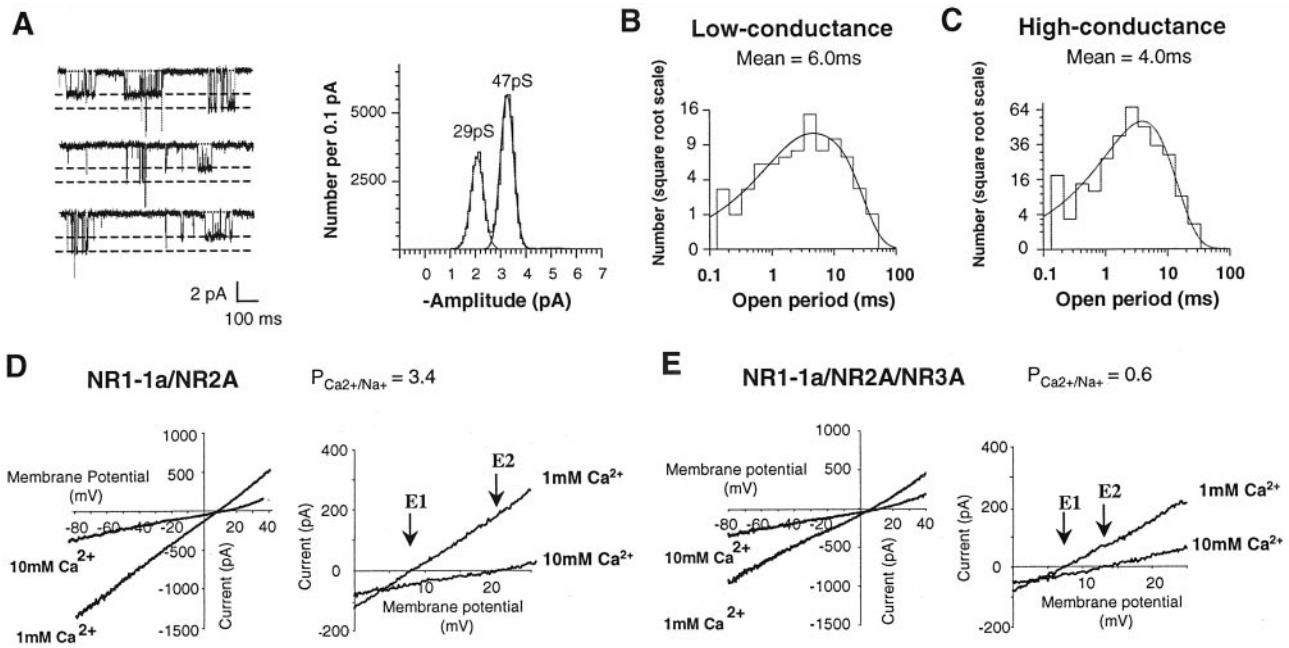 A
2 pA
100 ms
Number per 0.1 pA
5000
2500
29pS
47pS
0 1 2 3 4 5 6 7
-Amplitude (pA)
B
Low-conductance
Mean = 6.0ms
Number (square root scale)
16
9
4
1
0
0.1 1 10 100
Open period (ms)
C
High-conductance
Mean = 4.0ms
Number (square root scale)
64
36
16
4
0
0.1 1 10 100
Open period (ms)
D
NR1-1a/NR2A
P Ca2+/Na+ = 3.4
Membrane Potential
(mV)
1000
500
-80 -60 -40 -20 20 40
-500
-1000
-1500
Current (pA)
10mM Ca2+
1mM Ca2+
400
200
0
-200
Current (pA)
E1
E2
1mM Ca2+
10mM Ca2+
10 20
Membrane potential
(mV)
E
NR1-1a/NR2A/NR3A
P Ca2+/Na+ = 0.6
Membrane Potential
(mV)
1000
500
-80 -60 -40 -20 20 40
-500
-1000
-1500
Current (pA)
10mM Ca2+
1mM Ca2+
400
200
0
-200
Current (pA)
E1
E2
1mM Ca2+
10mM Ca2+
10 20
Membrane potential
(mV)